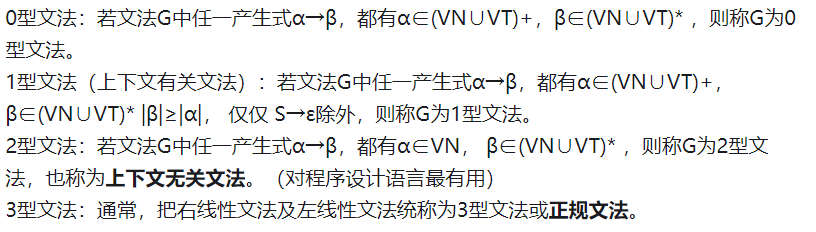 0型文法：若文法G中任一产生式α→β，都有α∈(VN∪VT)+，β∈(VN∪VT)* ，则称G为0
型文法。
1型文法（上下文有关文法）：若文法G中任一产生式α→β，都有α∈(VN∪VT)+，
β∈(VN∪VT)* |β|≥|α|， 仅仅 S→ε除外，则称G为1型文法。
2型文法：若文法G中任一产生式α→β，都有α∈VN， β∈(VN∪VT)* ，则称G为2型文
法，也称为上下文无关文法。（对程序设计语言最有用）
3型文法：通常，把右线性文法及左线性文法统称为3型文法或正规文法。